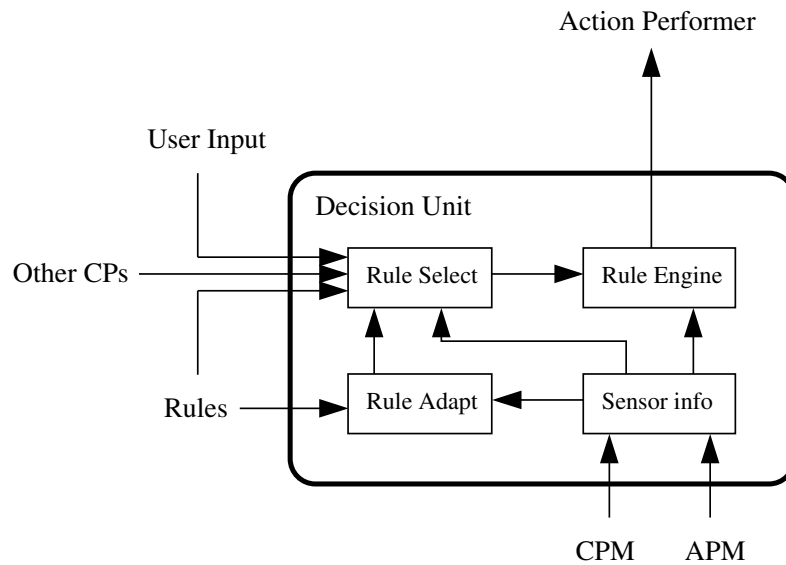 Action Performer
User Input
Decision Unit
Other CPs
Rule Select
Rule Engine
Rules
Rule Adapt
Sensor info
CPM
APM